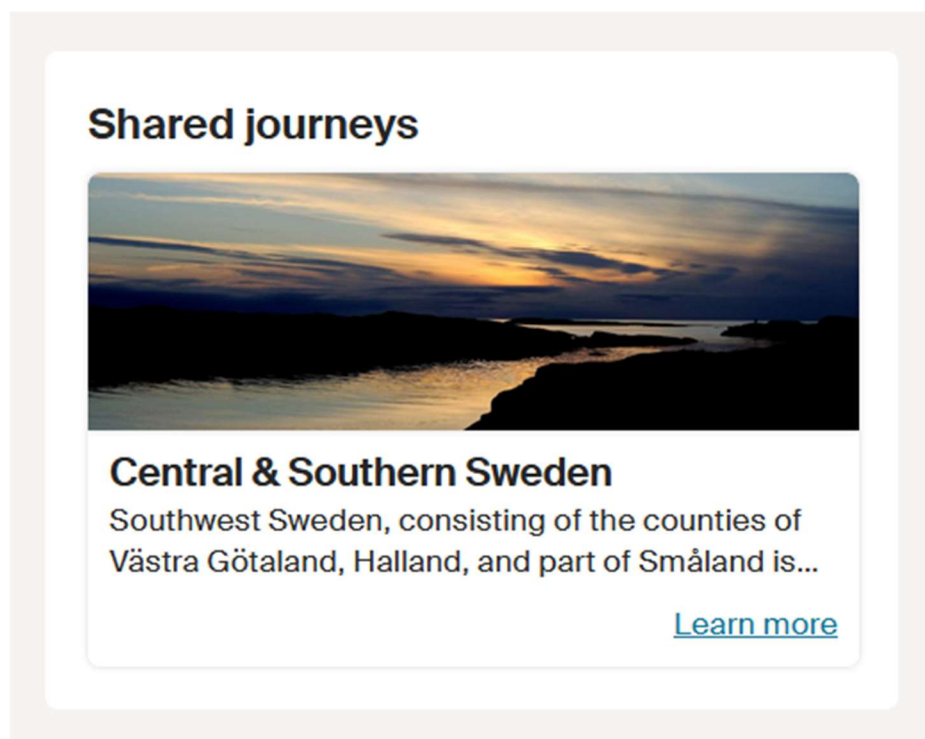 Shared journeys
Central & Southern Sweden
Southwest Sweden, consisting of the counties of
Västra Götaland, Halland, and part of Småland is...
Learn more